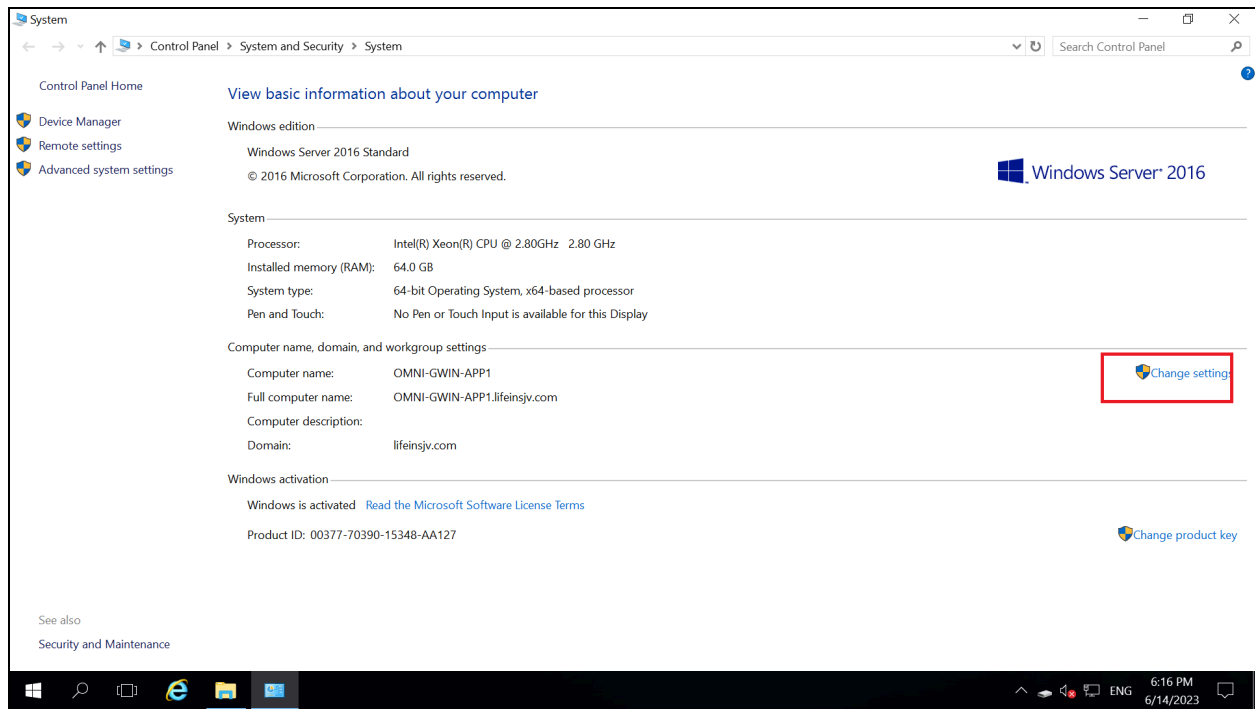 System
Control Panel > System and Security > System
Search Control Panel
Control Panel Home
Device Manager
Remote settings
Advanced system settings
View basic information about your computer
Windows edition
Windows Server 2016 Standard
© 2016 Microsoft Corporation. All rights reserved.
Windows Server 2016
System
Processor: Intel(R) Xeon(R) CPU @ 2.80GHz 2.80 GHz
Installed memory (RAM): 64.0 GB
System type: 64-bit Operating System, x64-based processor
Pen and Touch: No Pen or Touch Input is available for this Display
Computer name, domain, and workgroup settings
Computer name: OMNI-GWIN-APP1
Change settings
Full computer name: OMNI-GWIN-APP1.lifeinsjv.com
Computer description:
Domain: lifeinsjv.com
Windows activation
Windows is activated Read the Microsoft Software License Terms
Product ID: 00377-70390-15348-AA127
Change product key
See also
Security and Maintenance
ENG
6:16 PM
6/14/2023